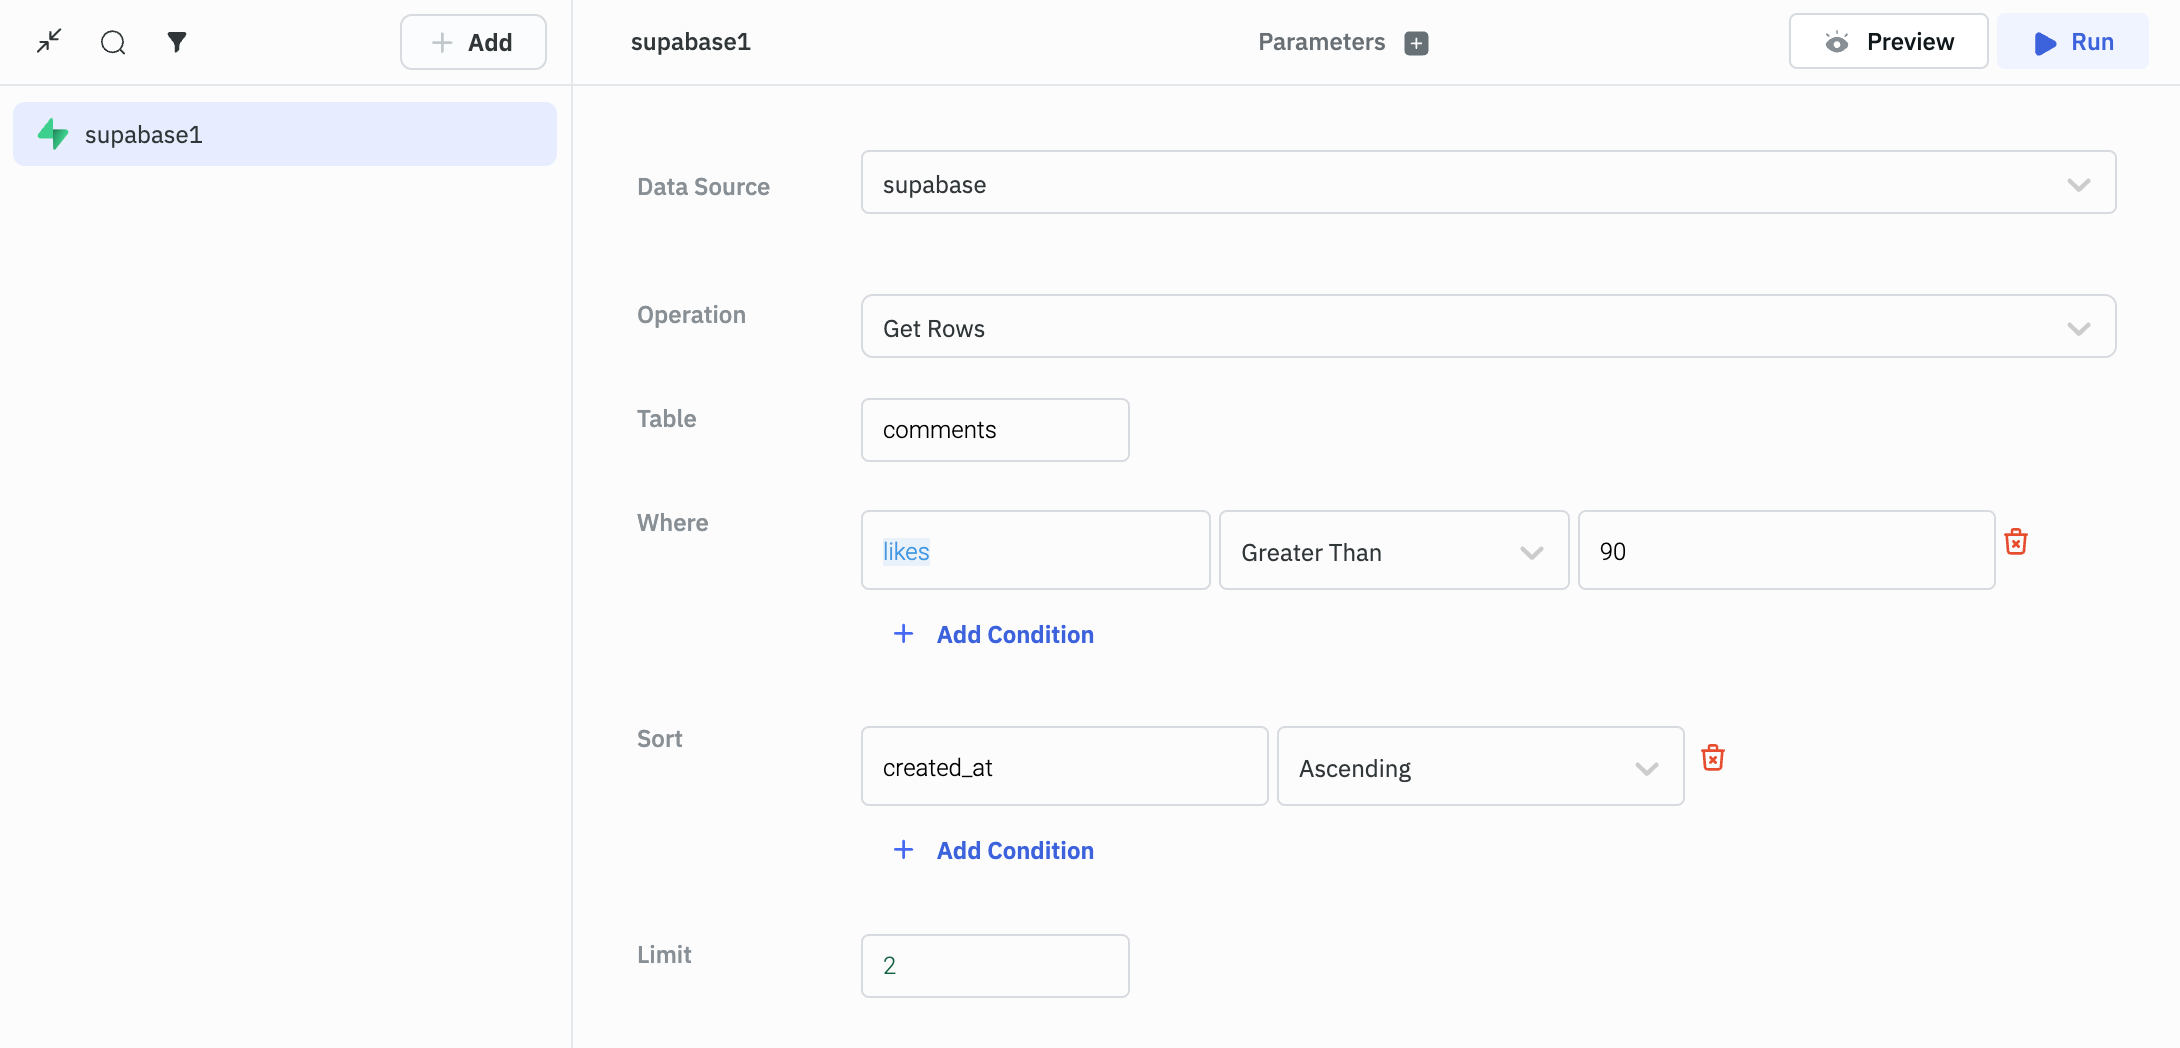 Add
supabase1
Parameters
Preview
Run
supabase1
Data Source
supabase
Operation
Get Rows
Table
comments
Where
likes
Greater Than
90
Add Condition
Sort
created_at
Ascending
Add Condition
Limit
2